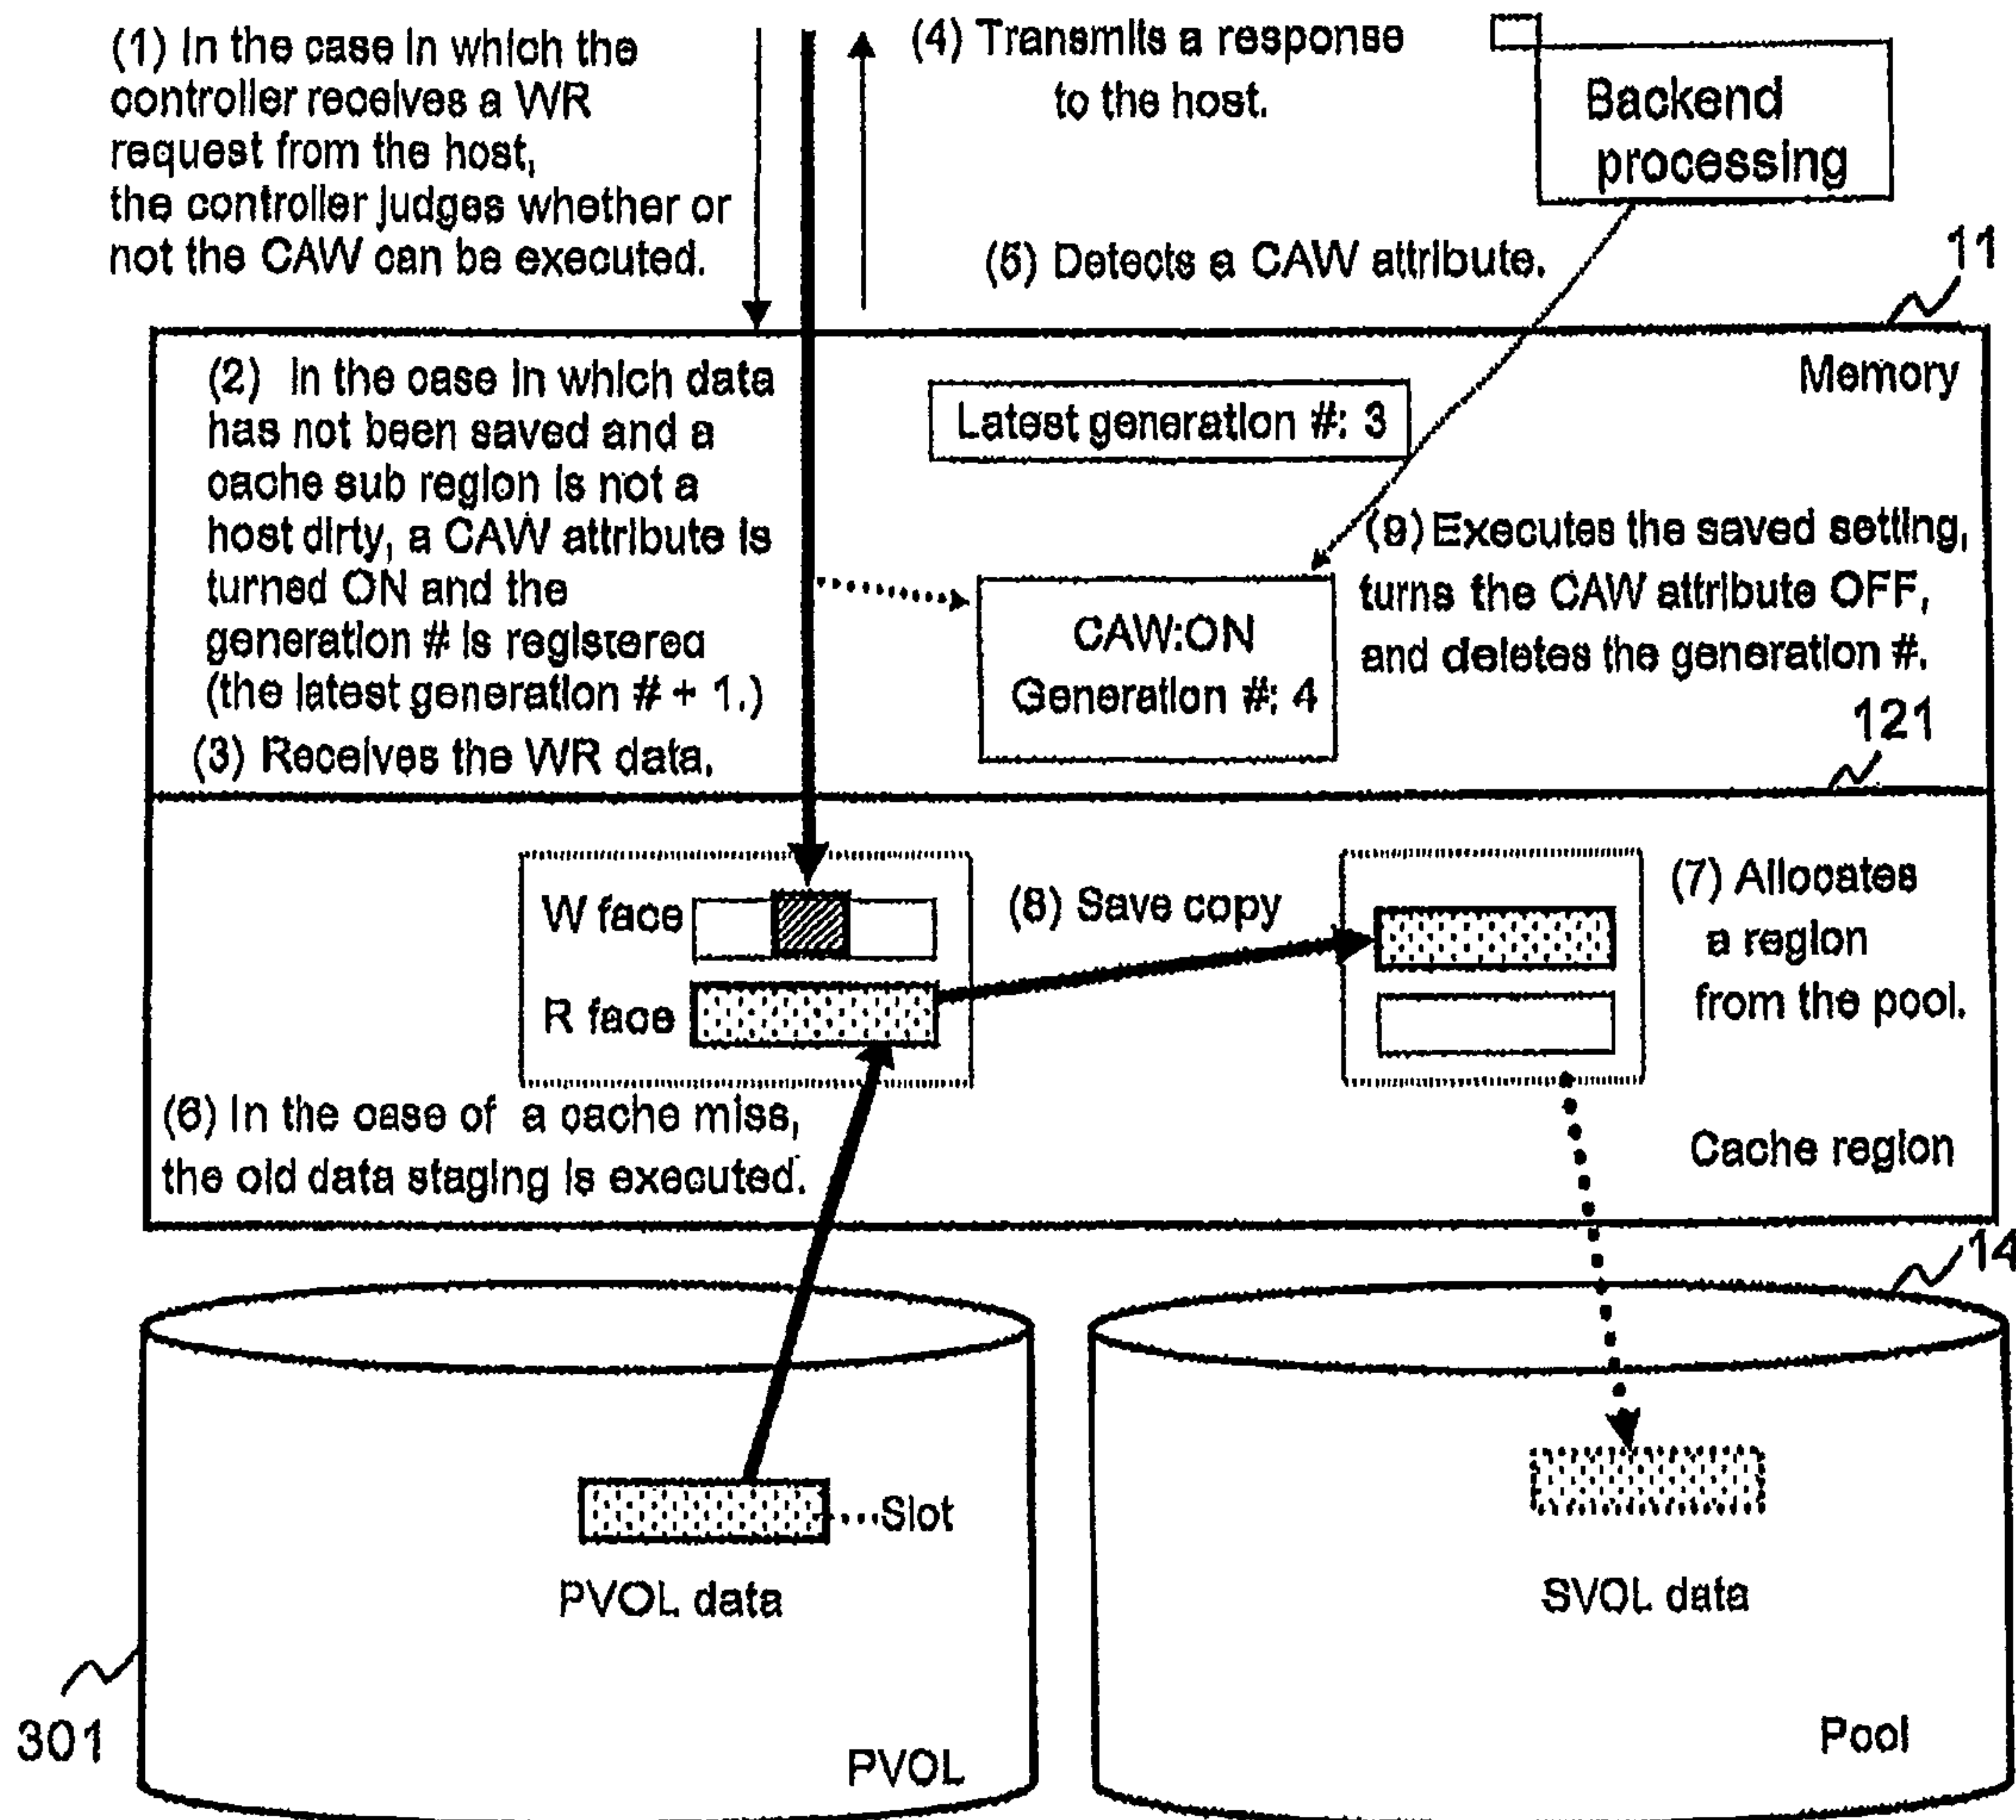 (1) In the case in which the
controller receives a WR
request from the host,
the controller judges whether or
not the CAW can be executed.
(4) Transmits a response
to the host.
Backend
processing
(5) Detects a CAW attribute.
11
Memory
(2) In the case in which data
has not been saved and a
cache sub region is not a
host dirty, a CAW attribute is
turned ON and the
generation # is registered
(the latest generation # + 1.)
(3) Receives the WR data.
Latest generation #: 3
CAW:ON
Generation #: 4
(9) Executes the saved setting,
turns the CAW attribute OFF,
and deletes the generation #.
121
W face
R face
(8) Save copy
(7) Allocates
a region
from the pool.
(6) In the case of a cache miss,
the old data staging is executed.
Cache region
14
Slot
PVOL data
SVOL data
301
PVOL
Pool